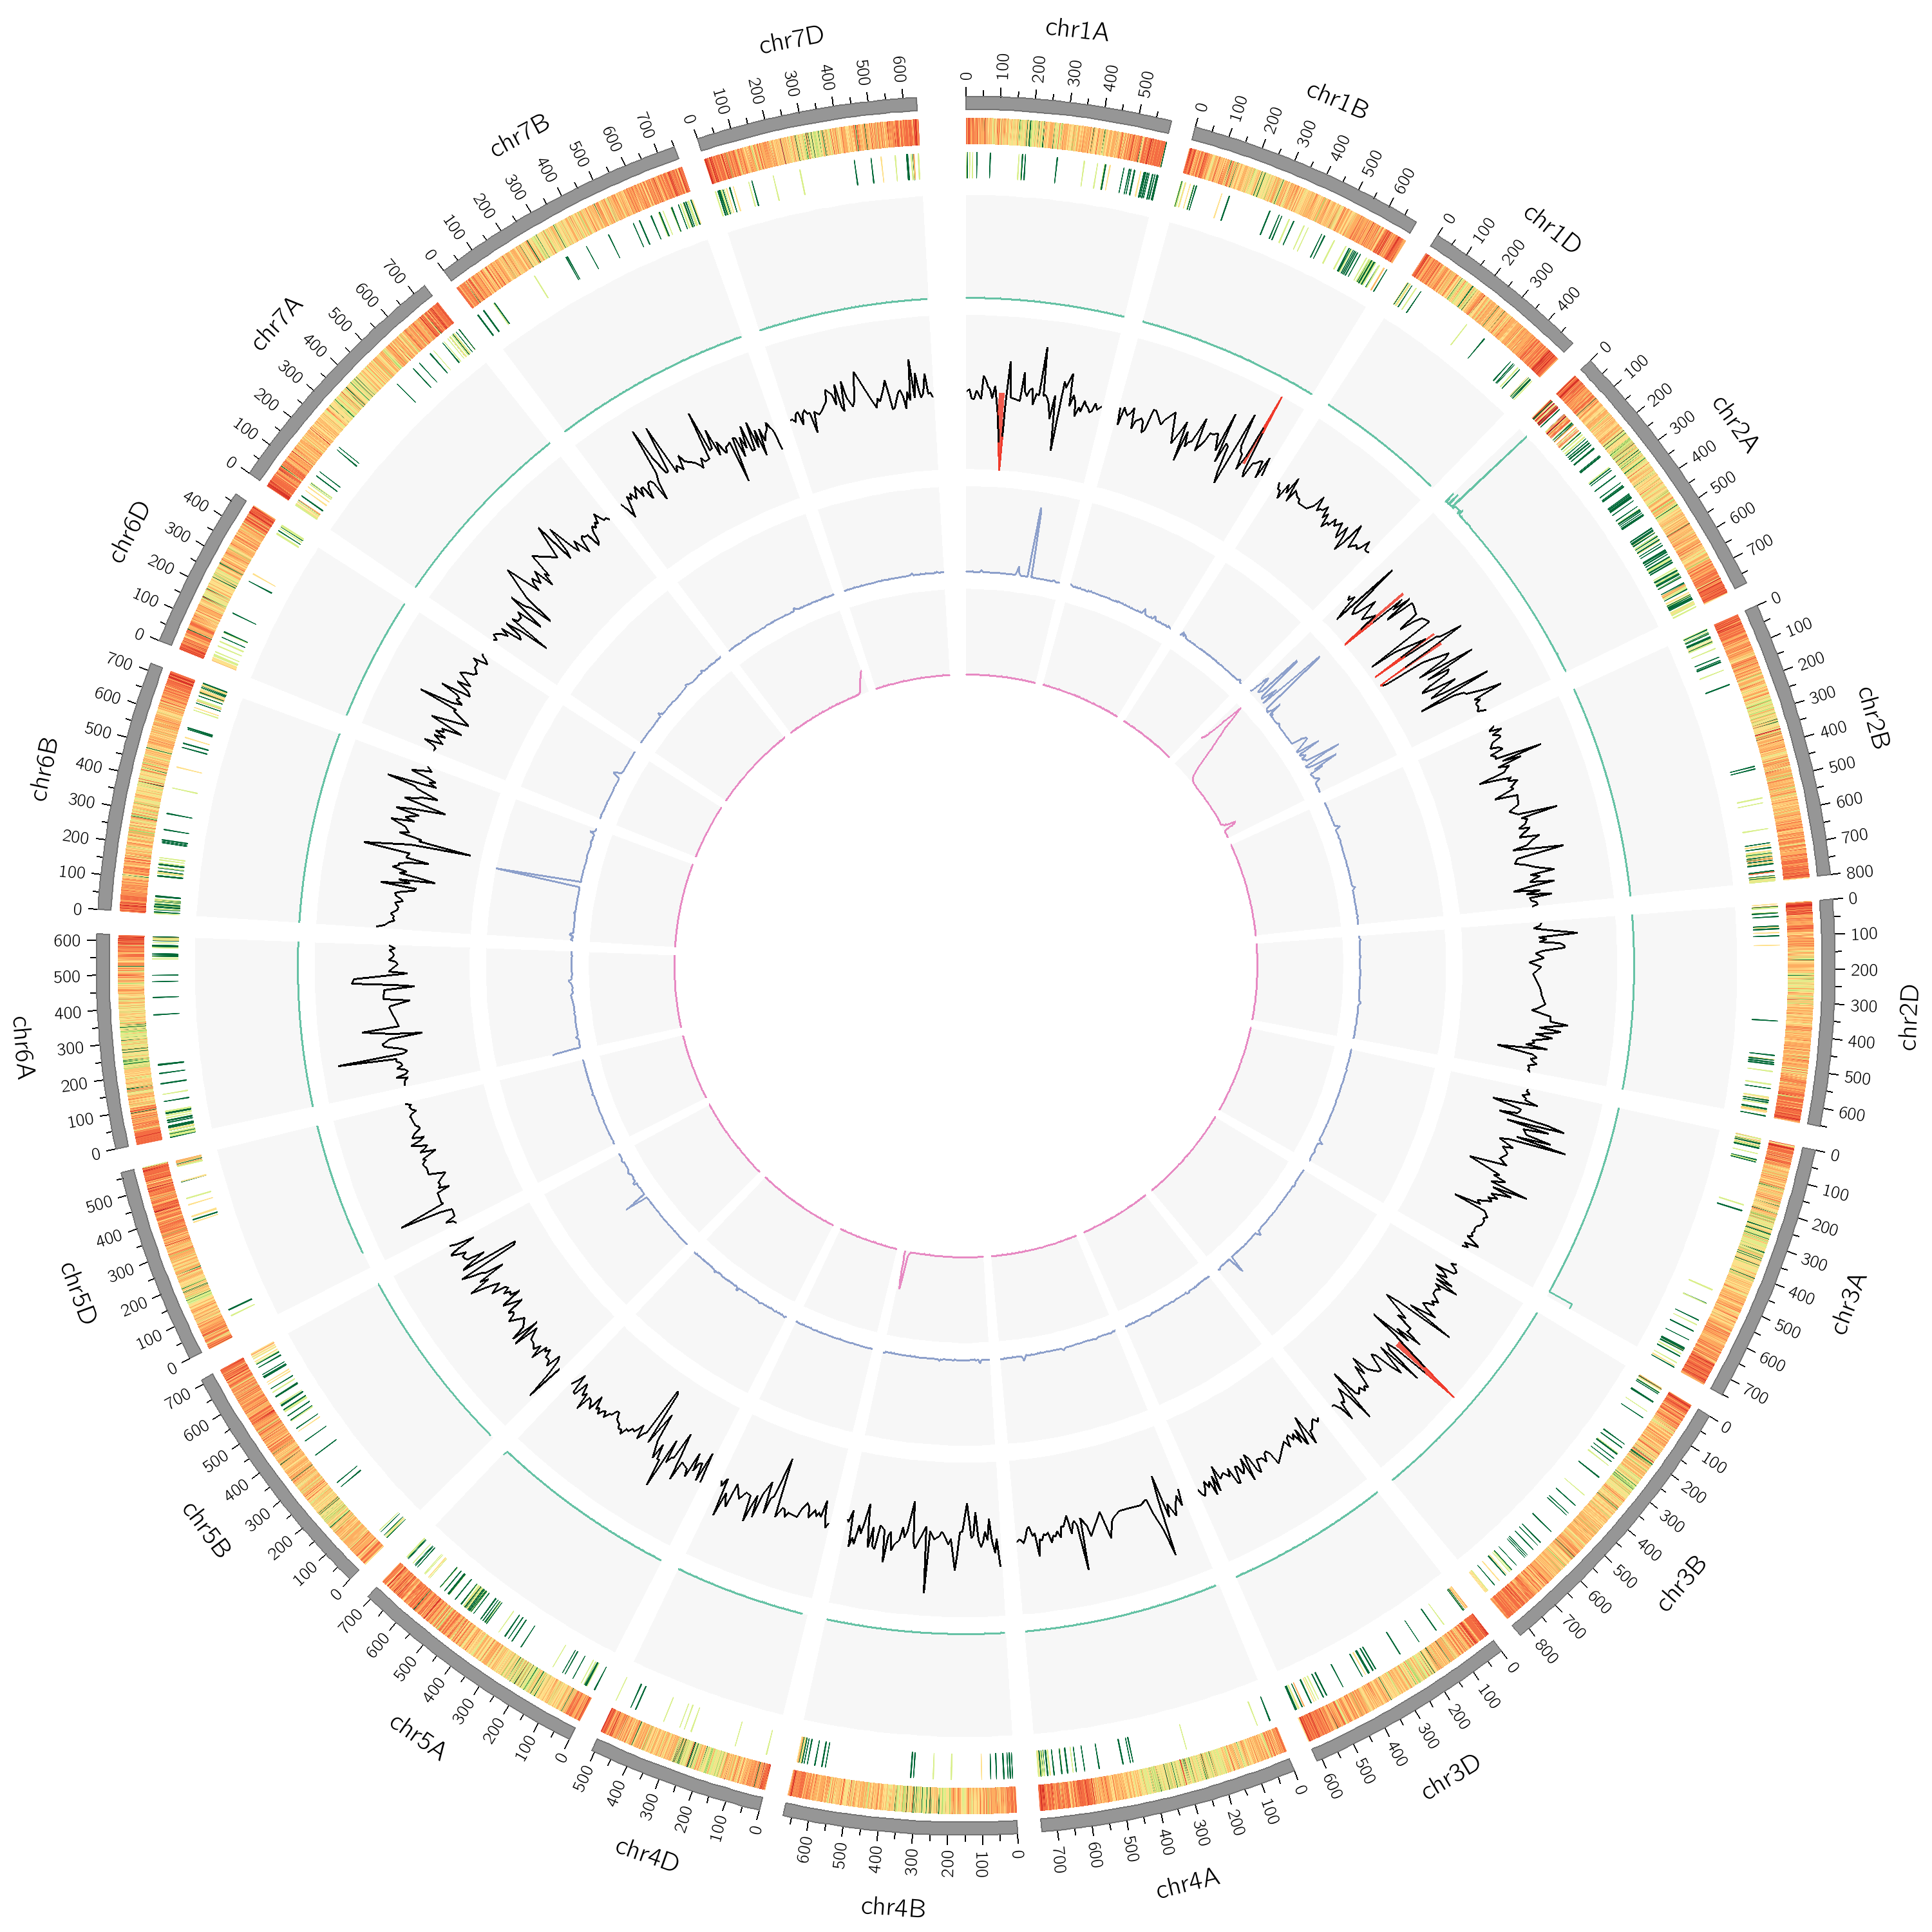 chr1A
0 100 200 300 400 500
chr1B
0 100 200 300 400 500 600
chr1D
0 100 200 300 400
chr2A
0 100 200 300 400 500 600 700
chr2B
0 100 200 300 400 500 600 700 800
chr2D
0 100 200 300 400 500 600
chr3A
0 100 200 300 400 500 600 700
chr3B
0 100 200 300 400 500 600 700 800
chr3D
0 100 200 300 400 500 600
chr4A
0 100 200 300 400 500 600 700
chr4B
0 100 200 300 400 500 600
chr4D
0 100 200 300 400 500
chr5A
0 100 200 300 400 500 600 700
chr5B
0 100 200 300 400 500 600 700
chr5D
0 100 200 300 400 500
chr6A
0 100 200 300 400 500 600
chr6B
0 100 200 300 400 500 600 700
chr6D
0 100 200 300 400
chr7A
0 100 200 300 400 500 600 700
chr7B
0 100 200 300 400 500 600 700
chr7D
0 100 200 300 400 500 600